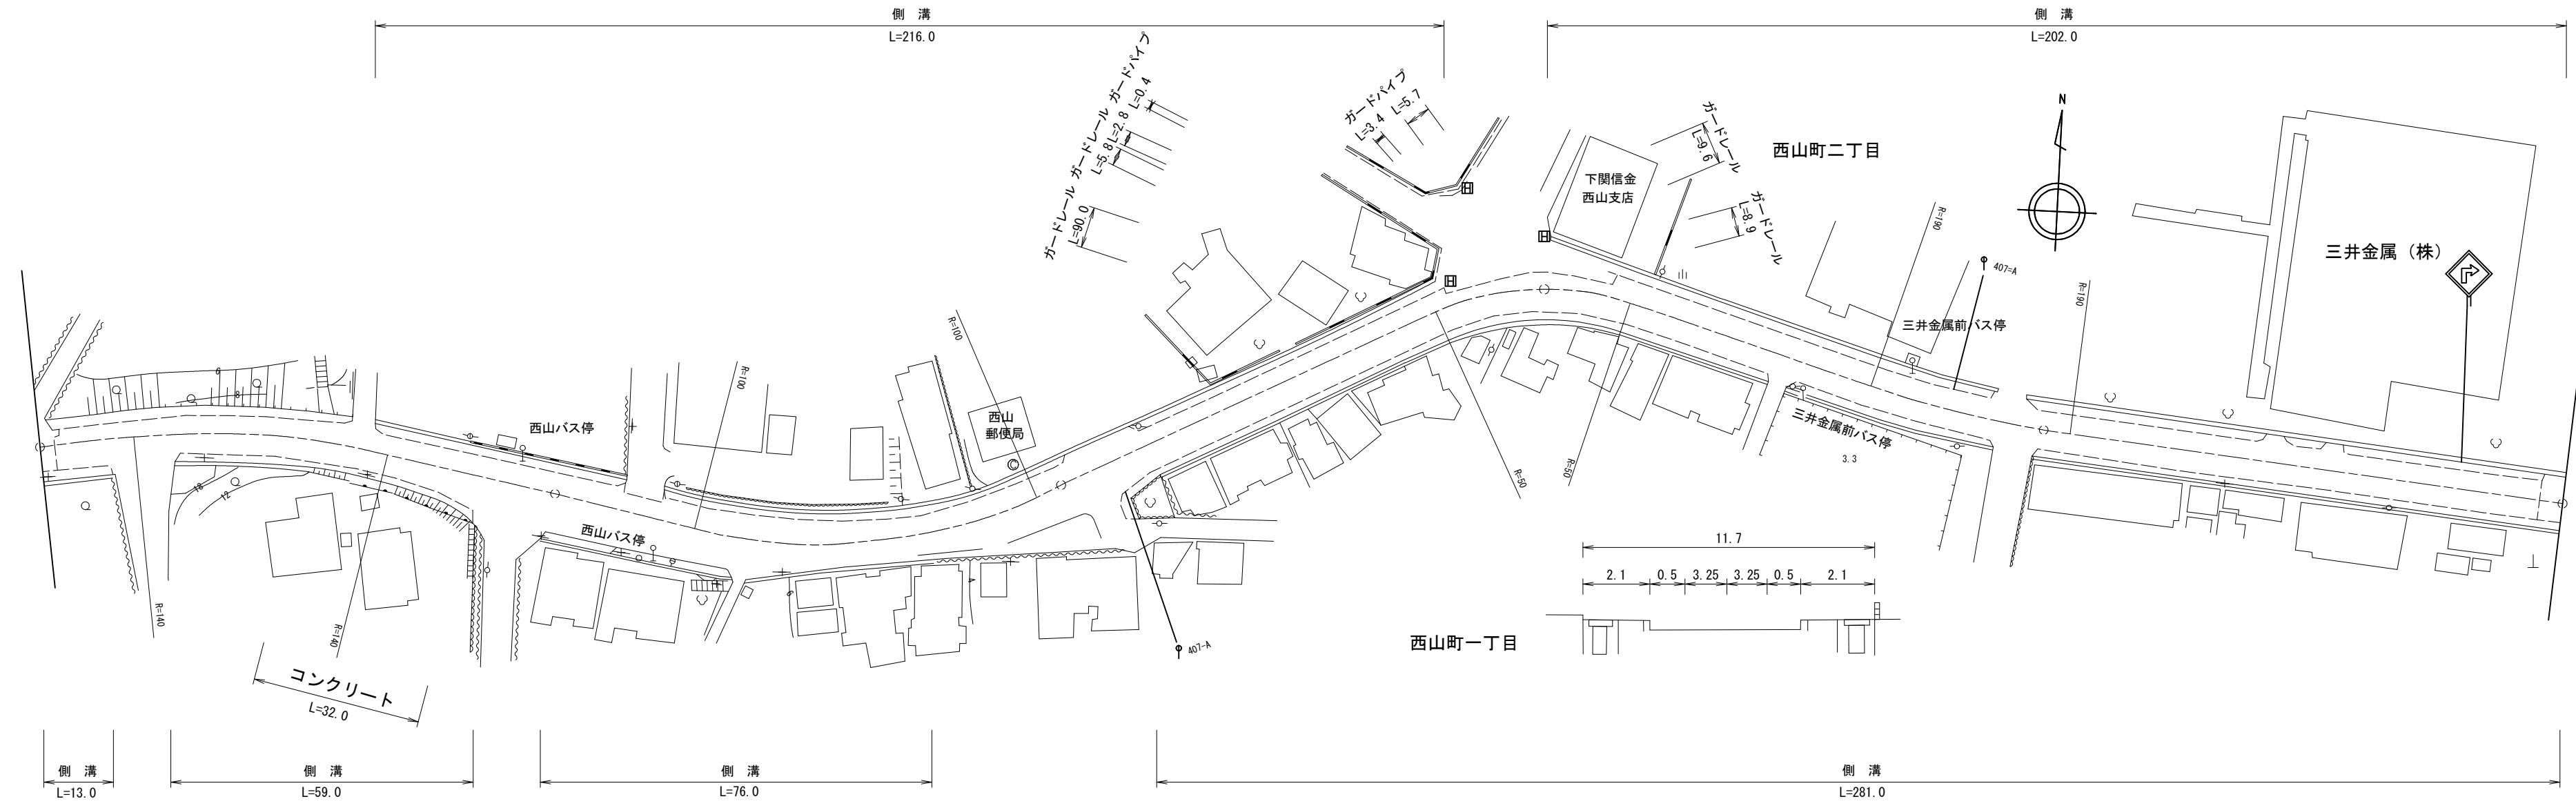 側 溝
L=216.0
側 溝
L=202.0
ガードレール ガードレール ガードパイプ
L=90.0
L=5.8
L=2.8
L=0.4
ガードパイプ
L=3.4
L=5.7
ガードレール
L=9.6
ガードレール
L=8.9
N
西山町二丁目
下関信金
西山支店
三井金属（株）
R=190
407=A
R=190
三井金属前バス停
三井金属前バス停
3.3
6
8
18
12
西山バス停
西山バス停
R=100
R=100
西山
郵便局
R=50
R=50
R=140
R=140
6
4
407-A
コンクリート
L=32.0
西山町一丁目
11.7
2.1
0.5
3.25
3.25
0.5
2.1
側 溝
L=13.0
側 溝
L=59.0
側 溝
L=76.0
側 溝
L=281.0